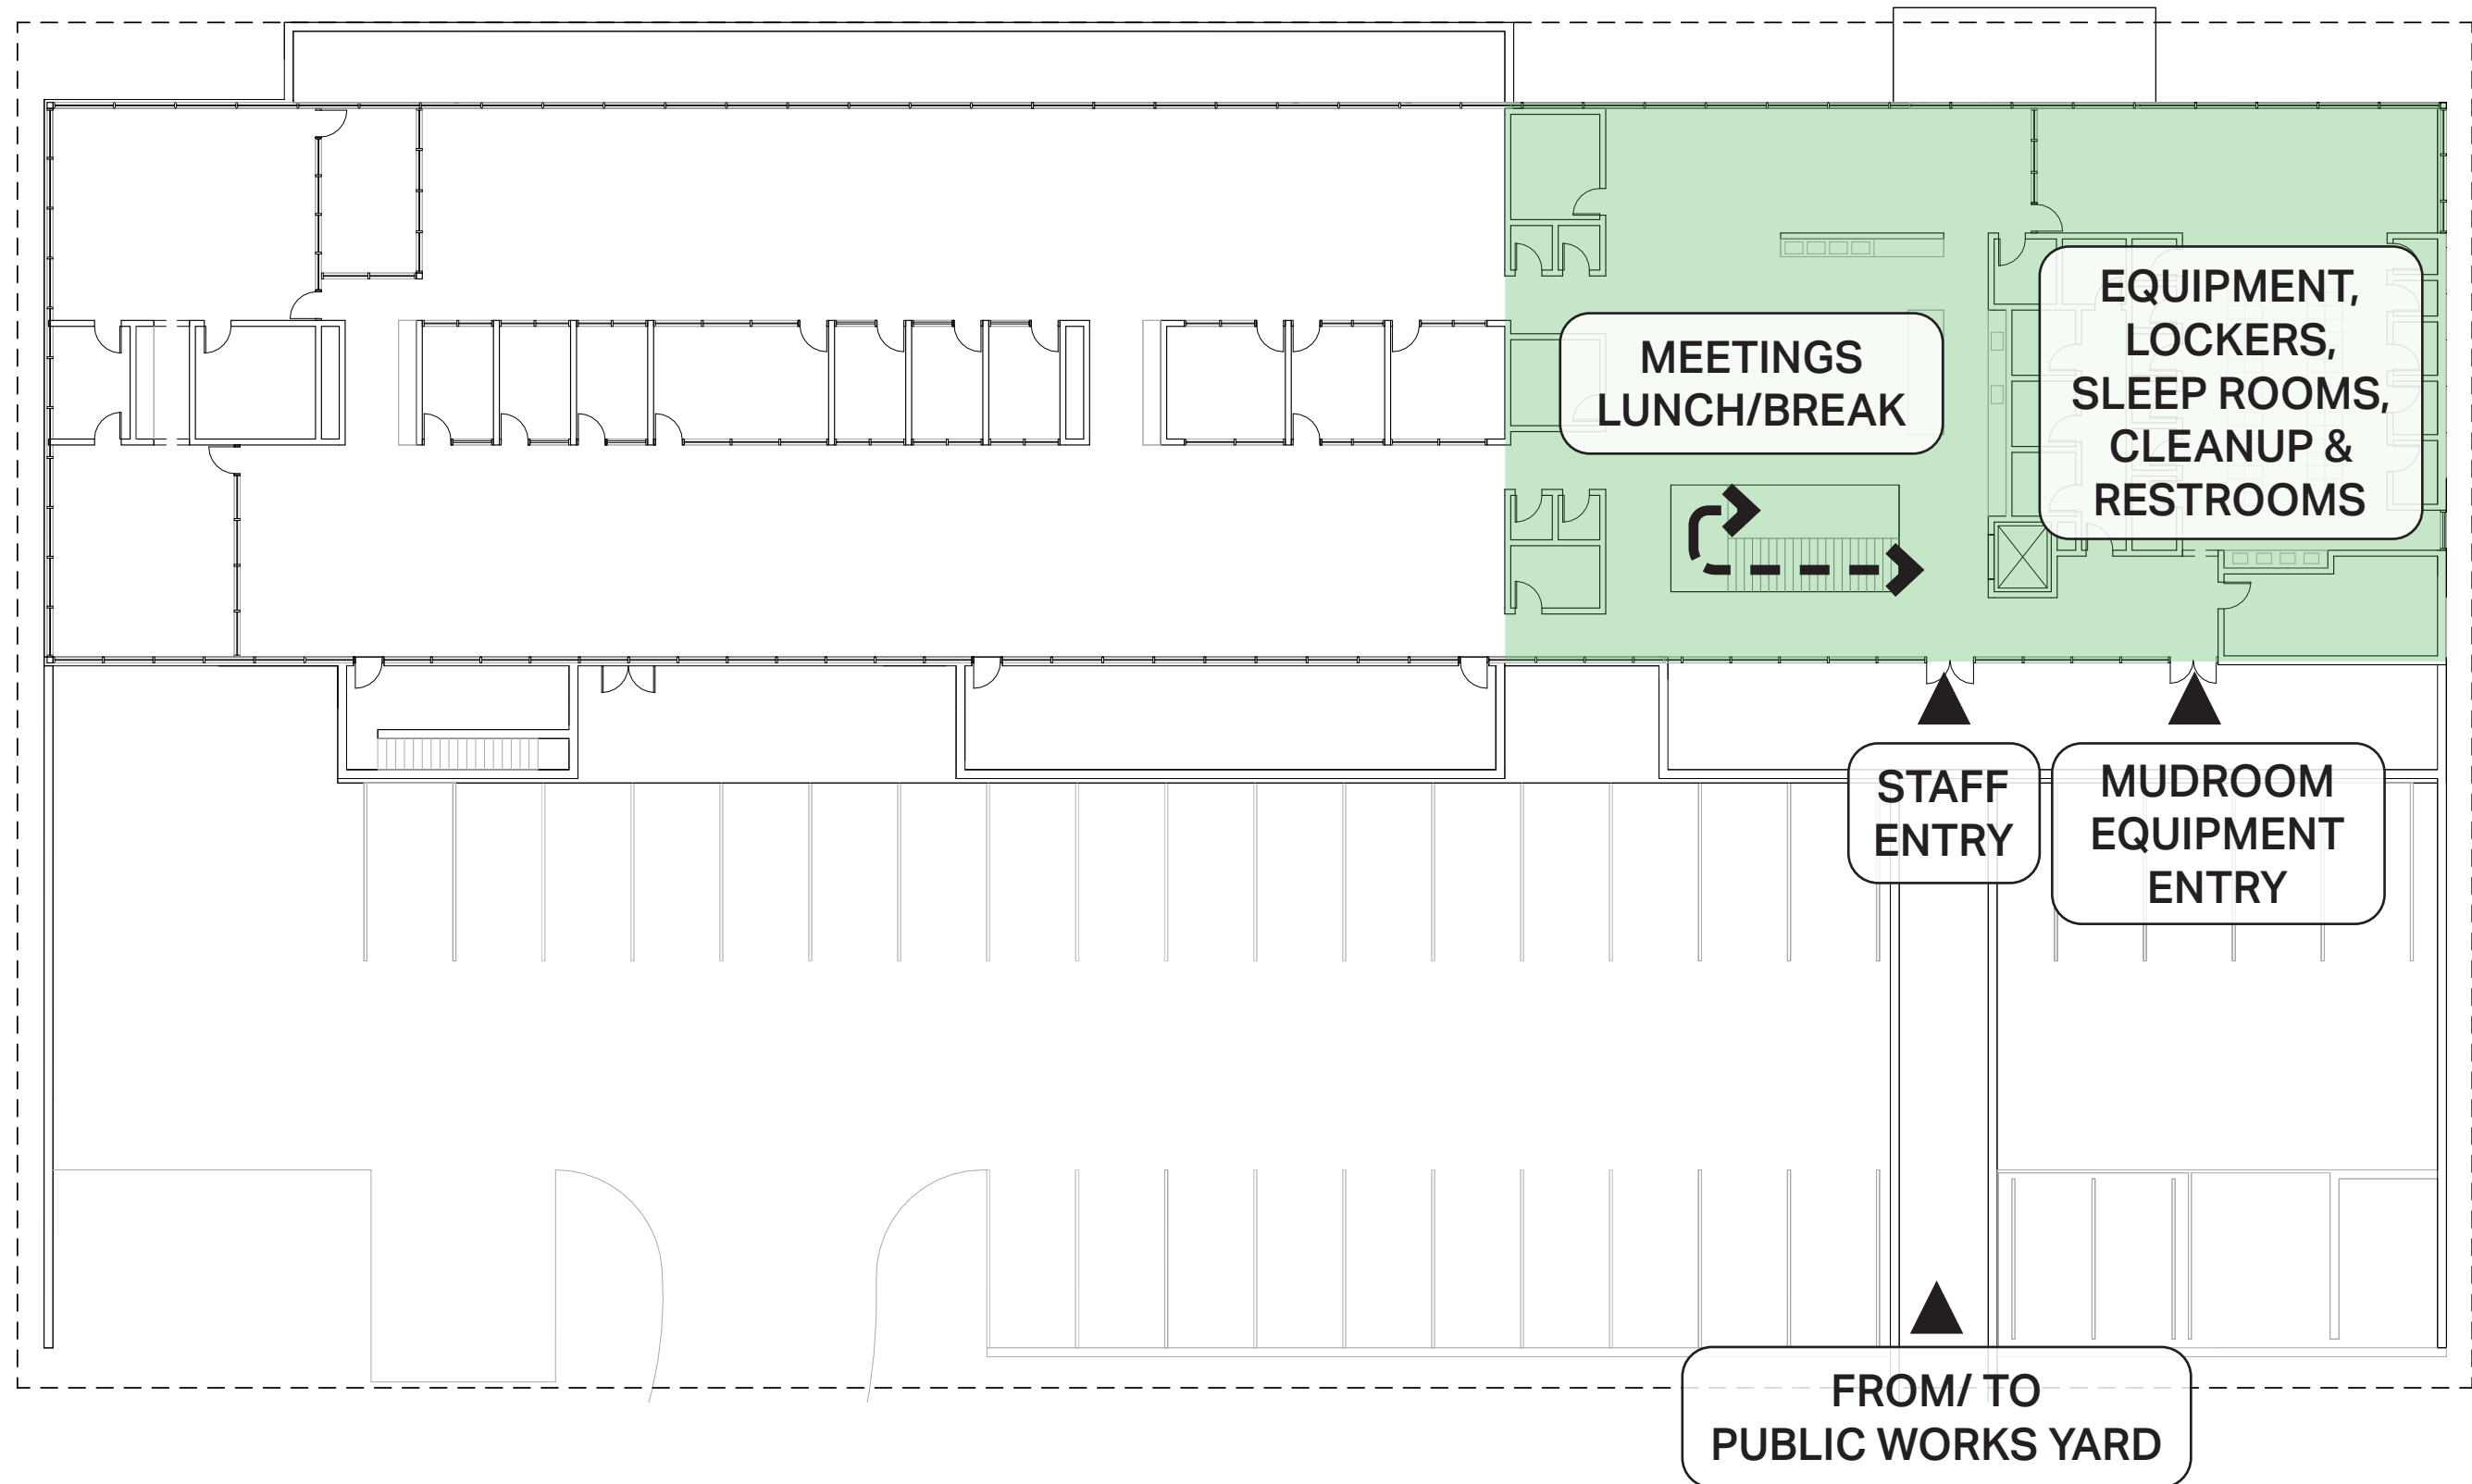 EQUIPMENT,
LOCKERS,
SLEEP ROOMS,
CLEANUP &
RESTROOMS
MEETINGS
LUNCH/BREAK
STAFF
ENTRY
MUDROOM
EQUIPMENT
ENTRY
FROM/ TO
PUBLIC WORKS YARD